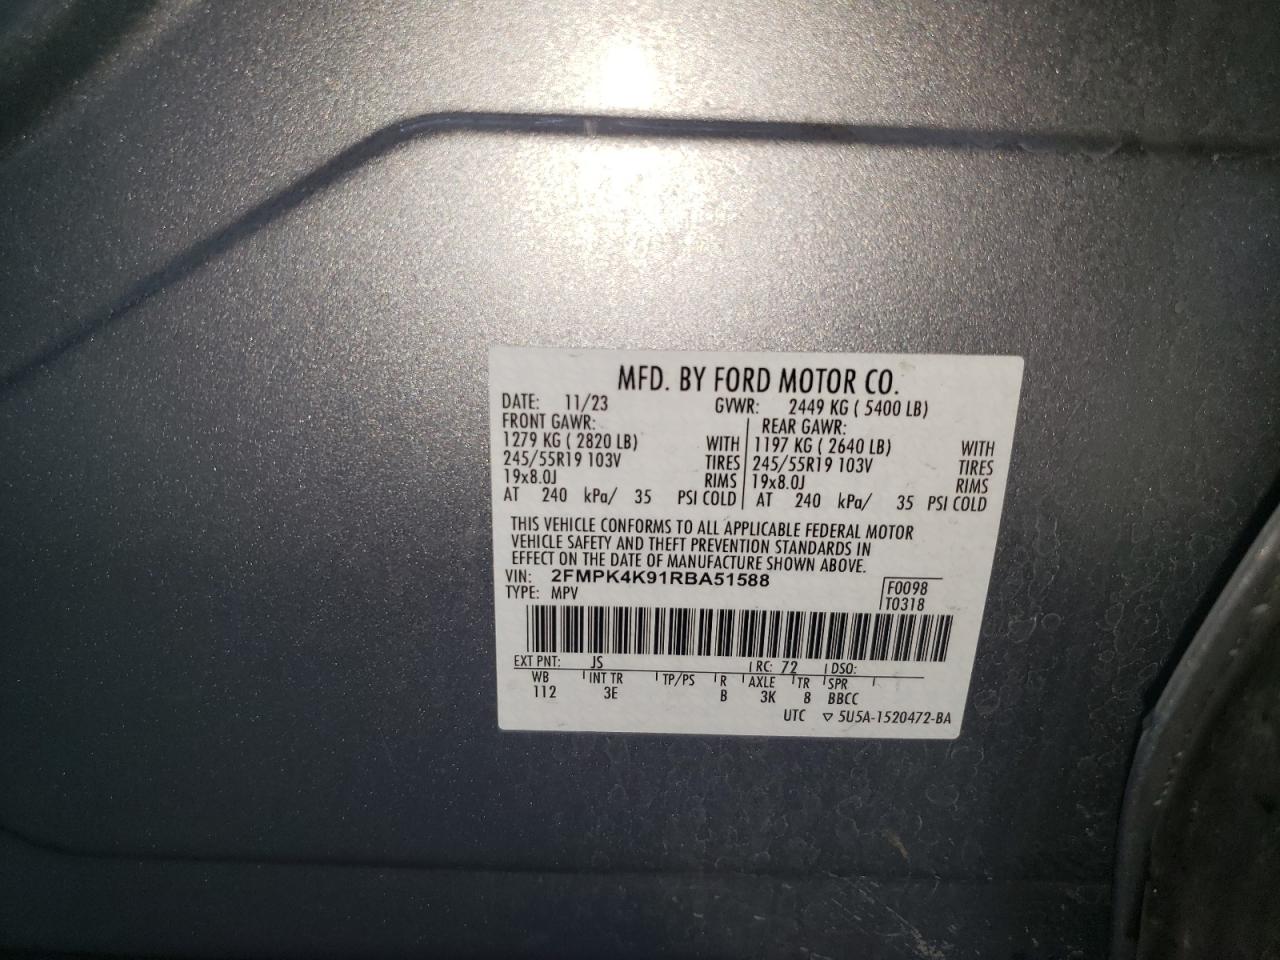 MFD. BY FORD MOTOR CO.
DATE: 11/23 GVWR: 2449 KG ( 5400 LB)
FRONT GAWR: REAR GAWR:
1279 KG ( 2820 LB) WITH 1197 KG ( 2640 LB) WITH
245/55R19 103V TIRES 245/55R19 103V TIRES
19x8.0J RIMS 19x8.0J RIMS
AT 240 kPa/ 35 PSI COLD AT 240 kPa/ 35 PSI COLD
THIS VEHICLE CONFORMS TO ALL APPLICABLE FEDERAL MOTOR
VEHICLE SAFETY AND THEFT PREVENTION STANDARDS IN
EFFECT ON THE DATE OF MANUFACTURE SHOWN ABOVE.
VIN: 2FMPK4K91RBA51588 F0098
TYPE: MPV T0318
EXT PNT: JS RC: 72 DSO:
WB INT TR TP/PS R AXLE TR SPR
112 3E B 3K 8 BBCC
UTC ▽ 5U5A-1520472-BA